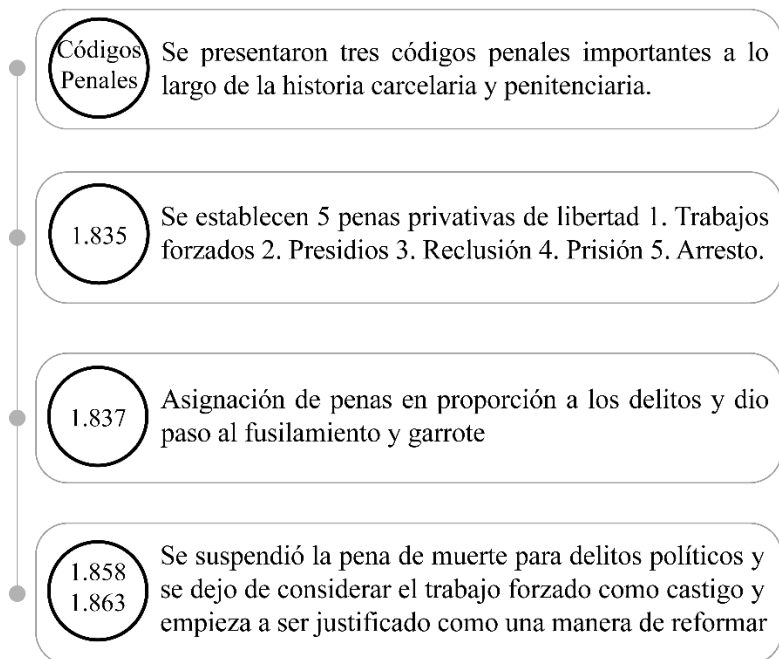 Códigos
Penales
Se presentaron tres códigos penales importantes a lo
largo de la historia carcelaria y penitenciaria.
1.835
Se establecen 5 penas privativas de libertad 1. Trabajos
forzados 2. Presidios 3. Reclusión 4. Prisión 5. Arresto.
1.837
Asignación de penas en proporción a los delitos y dio
paso al fusilamiento y garrote
1.858
1.863
Se suspendió la pena de muerte para delitos políticos y
se dejo de considerar el trabajo forzado como castigo y
empieza a ser justificado como una manera de reformar